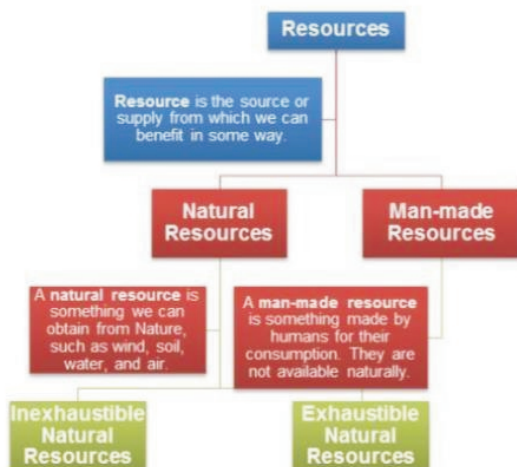 Resources
Resource is the source or
supply from which we can
benefit in some way.
Natural
Resources
Man-made
Resources
A natural resource is
something we can
obtain from Nature,
such as wind, soil,
water, and air.
A man-made resource
is something made by
humans for their
consumption. They are
not available naturally.
Inexhaustible
Natural
Resources
Exhaustible
Natural
Resources